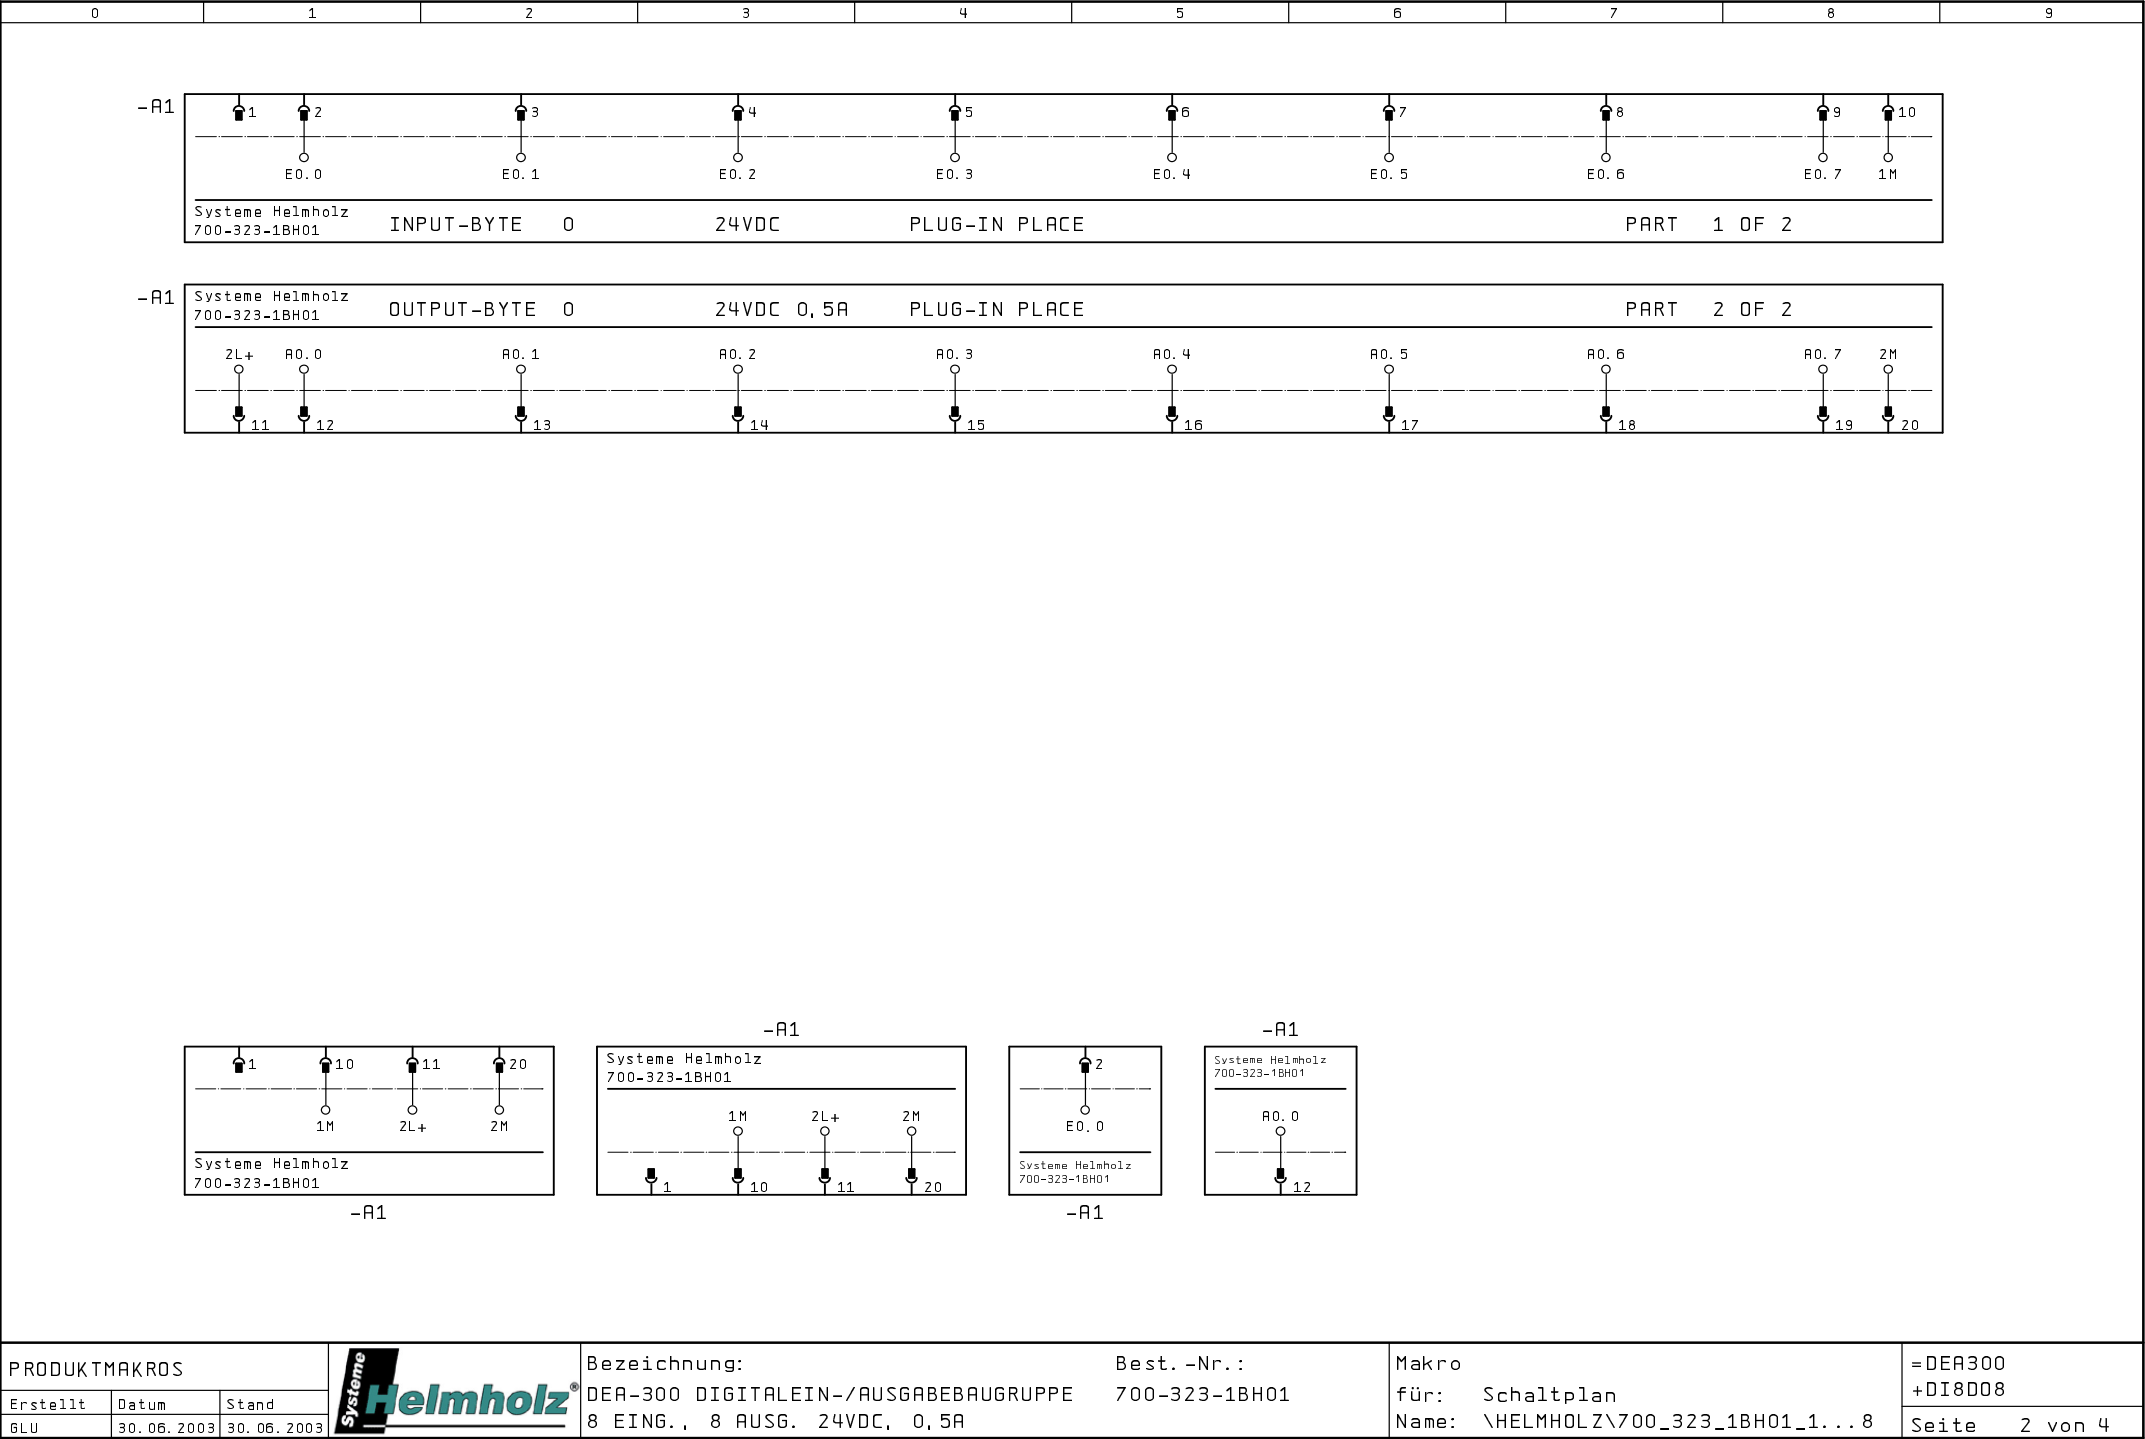 0 1 2 3 4 5 6 7 8 9
-A1
1 2 3 4 5 6 7 8 9 10
E0.0 E0.1 E0.2 E0.3 E0.4 E0.5 E0.6 E0.7 1M
Systeme Helmholz
700-323-1BH01
INPUT-BYTE 0 24VDC PLUG-IN PLACE PART 1 OF 2
-A1
Systeme Helmholz
700-323-1BH01
OUTPUT-BYTE 0 24VDC 0,5A PLUG-IN PLACE PART 2 OF 2
2L+ A0.0 A0.1 A0.2 A0.3 A0.4 A0.5 A0.6 A0.7 2M
11 12 13 14 15 16 17 18 19 20
1 10 11 20
1M 2L+ 2M
Systeme Helmholz
700-323-1BH01
-A1
-A1
Systeme Helmholz
700-323-1BH01
1M 2L+ 2M
1 10 11 20
2
E0.0
Systeme Helmholz
700-323-1BH01
-A1
-A1
Systeme Helmholz
700-323-1BH01
A0.0
12
PRODUKTMAKROS
Erstellt Datum Stand
GLU 30.06.2003 30.06.2003
Systeme Helmholz®
Bezeichnung: Best.-Nr.:
DEA-300 DIGITALEIN-/AUSGABEBAUGRUPPE 700-323-1BH01
8 EING., 8 AUSG. 24VDC, 0,5A
Makro
für: Schaltplan
Name: \HELMHOLZ\700_323_1BH01_1...8
=DEA300
+DI8DO8
Seite 2 von 4